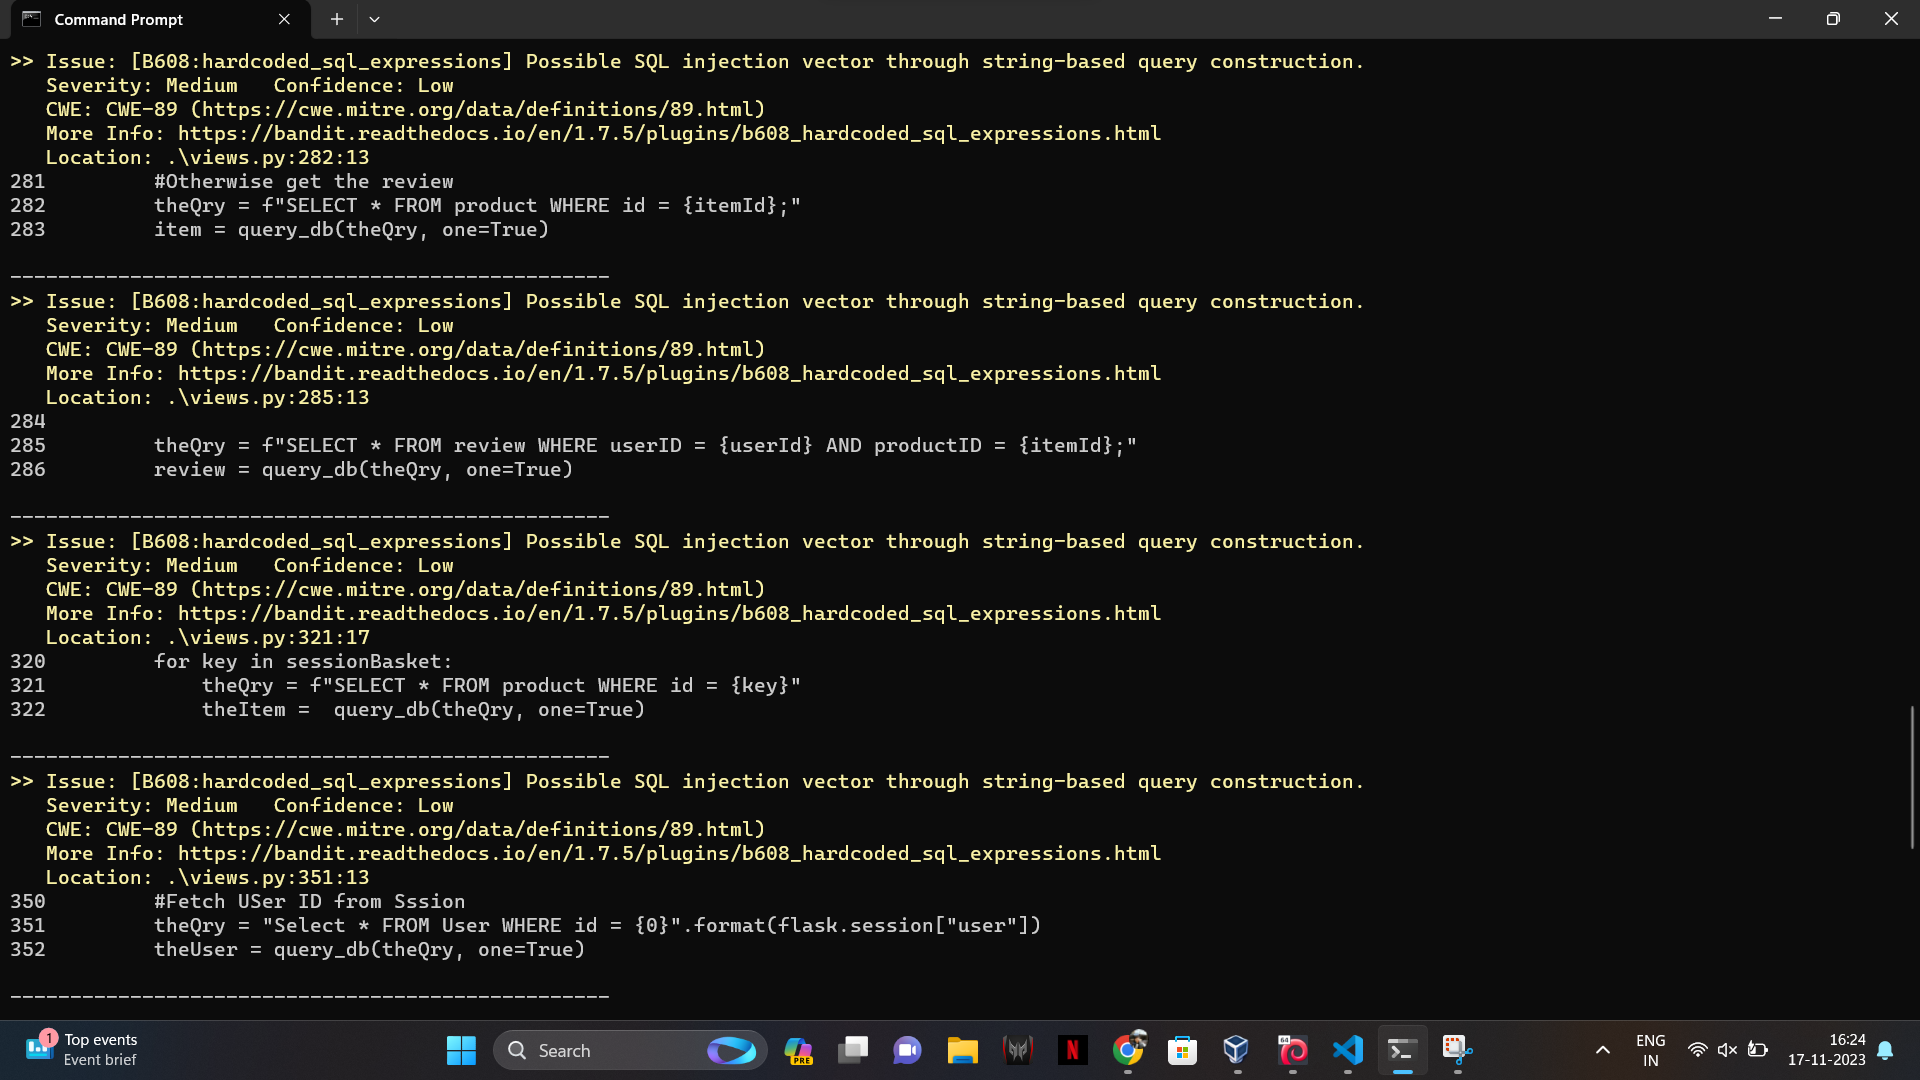 Command Prompt
>> Issue: [B608:hardcoded_sql_expressions] Possible SQL injection vector through string-based query construction.
   Severity: Medium   Confidence: Low
   CWE: CWE-89 (https://cwe.mitre.org/data/definitions/89.html)
   More Info: https://bandit.readthedocs.io/en/1.7.5/plugins/b608_hardcoded_sql_expressions.html
   Location: .\views.py:282:13
281         #Otherwise get the review
282         theQry = f"SELECT * FROM product WHERE id = {itemId};"
283         item = query_db(theQry, one=True)
--------------------------------------------------
>> Issue: [B608:hardcoded_sql_expressions] Possible SQL injection vector through string-based query construction.
   Severity: Medium   Confidence: Low
   CWE: CWE-89 (https://cwe.mitre.org/data/definitions/89.html)
   More Info: https://bandit.readthedocs.io/en/1.7.5/plugins/b608_hardcoded_sql_expressions.html
   Location: .\views.py:285:13
284
285         theQry = f"SELECT * FROM review WHERE userID = {userId} AND productID = {itemId};"
286         review = query_db(theQry, one=True)
--------------------------------------------------
>> Issue: [B608:hardcoded_sql_expressions] Possible SQL injection vector through string-based query construction.
   Severity: Medium   Confidence: Low
   CWE: CWE-89 (https://cwe.mitre.org/data/definitions/89.html)
   More Info: https://bandit.readthedocs.io/en/1.7.5/plugins/b608_hardcoded_sql_expressions.html
   Location: .\views.py:321:17
320         for key in sessionBasket:
321             theQry = f"SELECT * FROM product WHERE id = {key}"
322             theItem =  query_db(theQry, one=True)
--------------------------------------------------
>> Issue: [B608:hardcoded_sql_expressions] Possible SQL injection vector through string-based query construction.
   Severity: Medium   Confidence: Low
   CWE: CWE-89 (https://cwe.mitre.org/data/definitions/89.html)
   More Info: https://bandit.readthedocs.io/en/1.7.5/plugins/b608_hardcoded_sql_expressions.html
   Location: .\views.py:351:13
350         #Fetch USer ID from Sssion
351         theQry = "Select * FROM User WHERE id = {0}".format(flask.session["user"])
352         theUser = query_db(theQry, one=True)
--------------------------------------------------
1
Top events
Event brief
Search
PRE
N
64
ENG
IN
16:24
17-11-2023